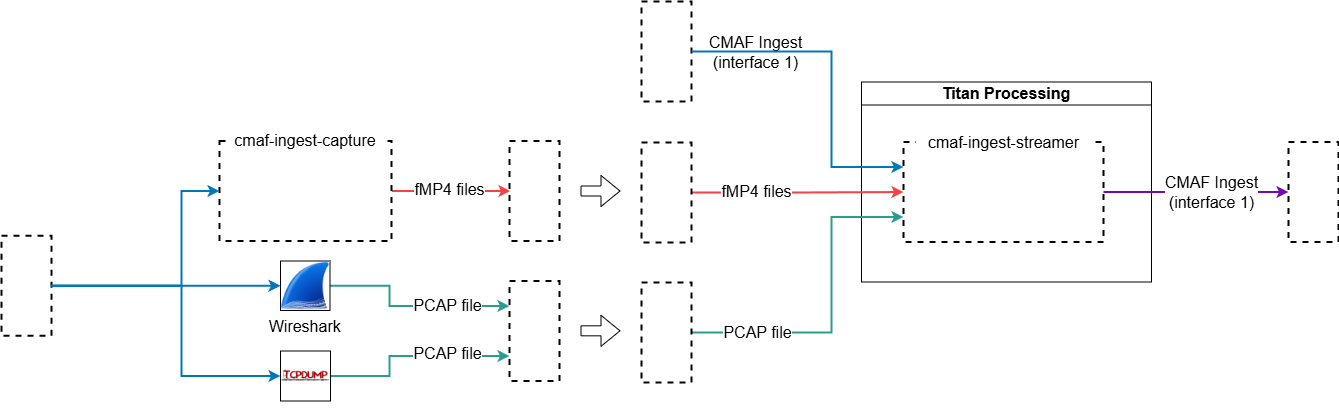 CMAF Ingest
(interface 1)
Titan Processing
cmaf-ingest-capture
cmaf-ingest-streamer
fMP4 files
fMP4 files
CMAF Ingest
(interface 1)
PCAP file
Wireshark
PCAP file
PCAP file
TCPDUMP